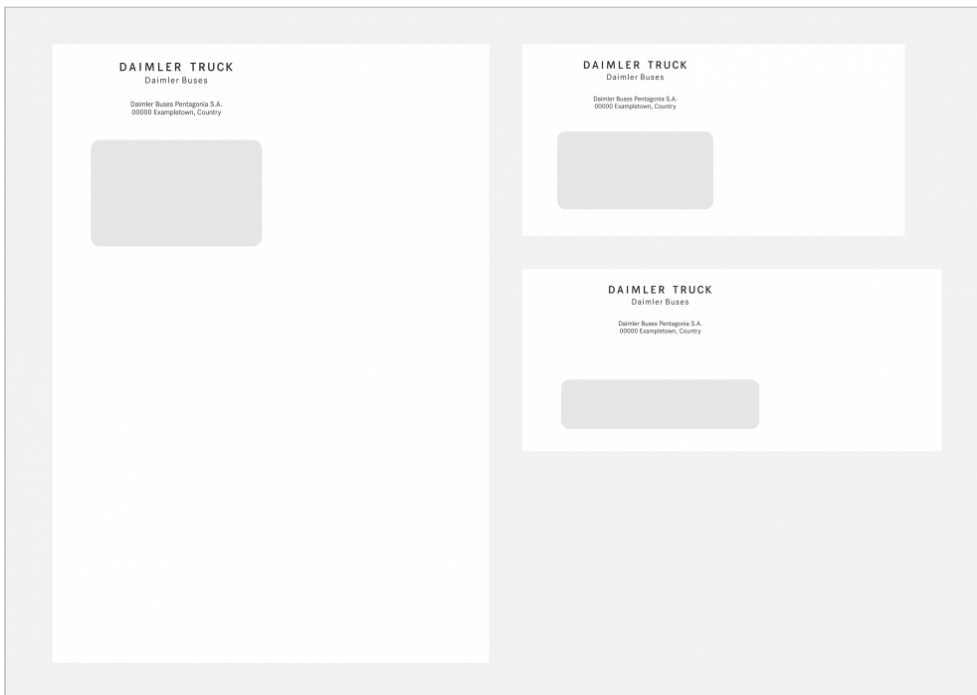 DAIMLER TRUCK
Daimler Buses
Daimler Buses Pentagonia S.A.
00000 Exampletown, Country
DAIMLER TRUCK
Daimler Buses
Daimler Buses Pentagonia S.A.
00000 Exampletown, Country
DAIMLER TRUCK
Daimler Buses
Daimler Buses Pentagonia S.A.
00000 Exampletown, Country